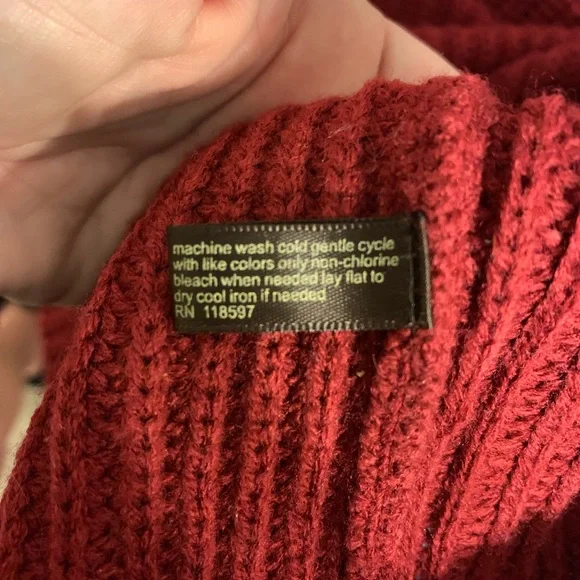 machine wash cold gentle cycle
with like colors only non-chlorine
bleach when needed lay flat to
dry cool iron if needed
RN 118597